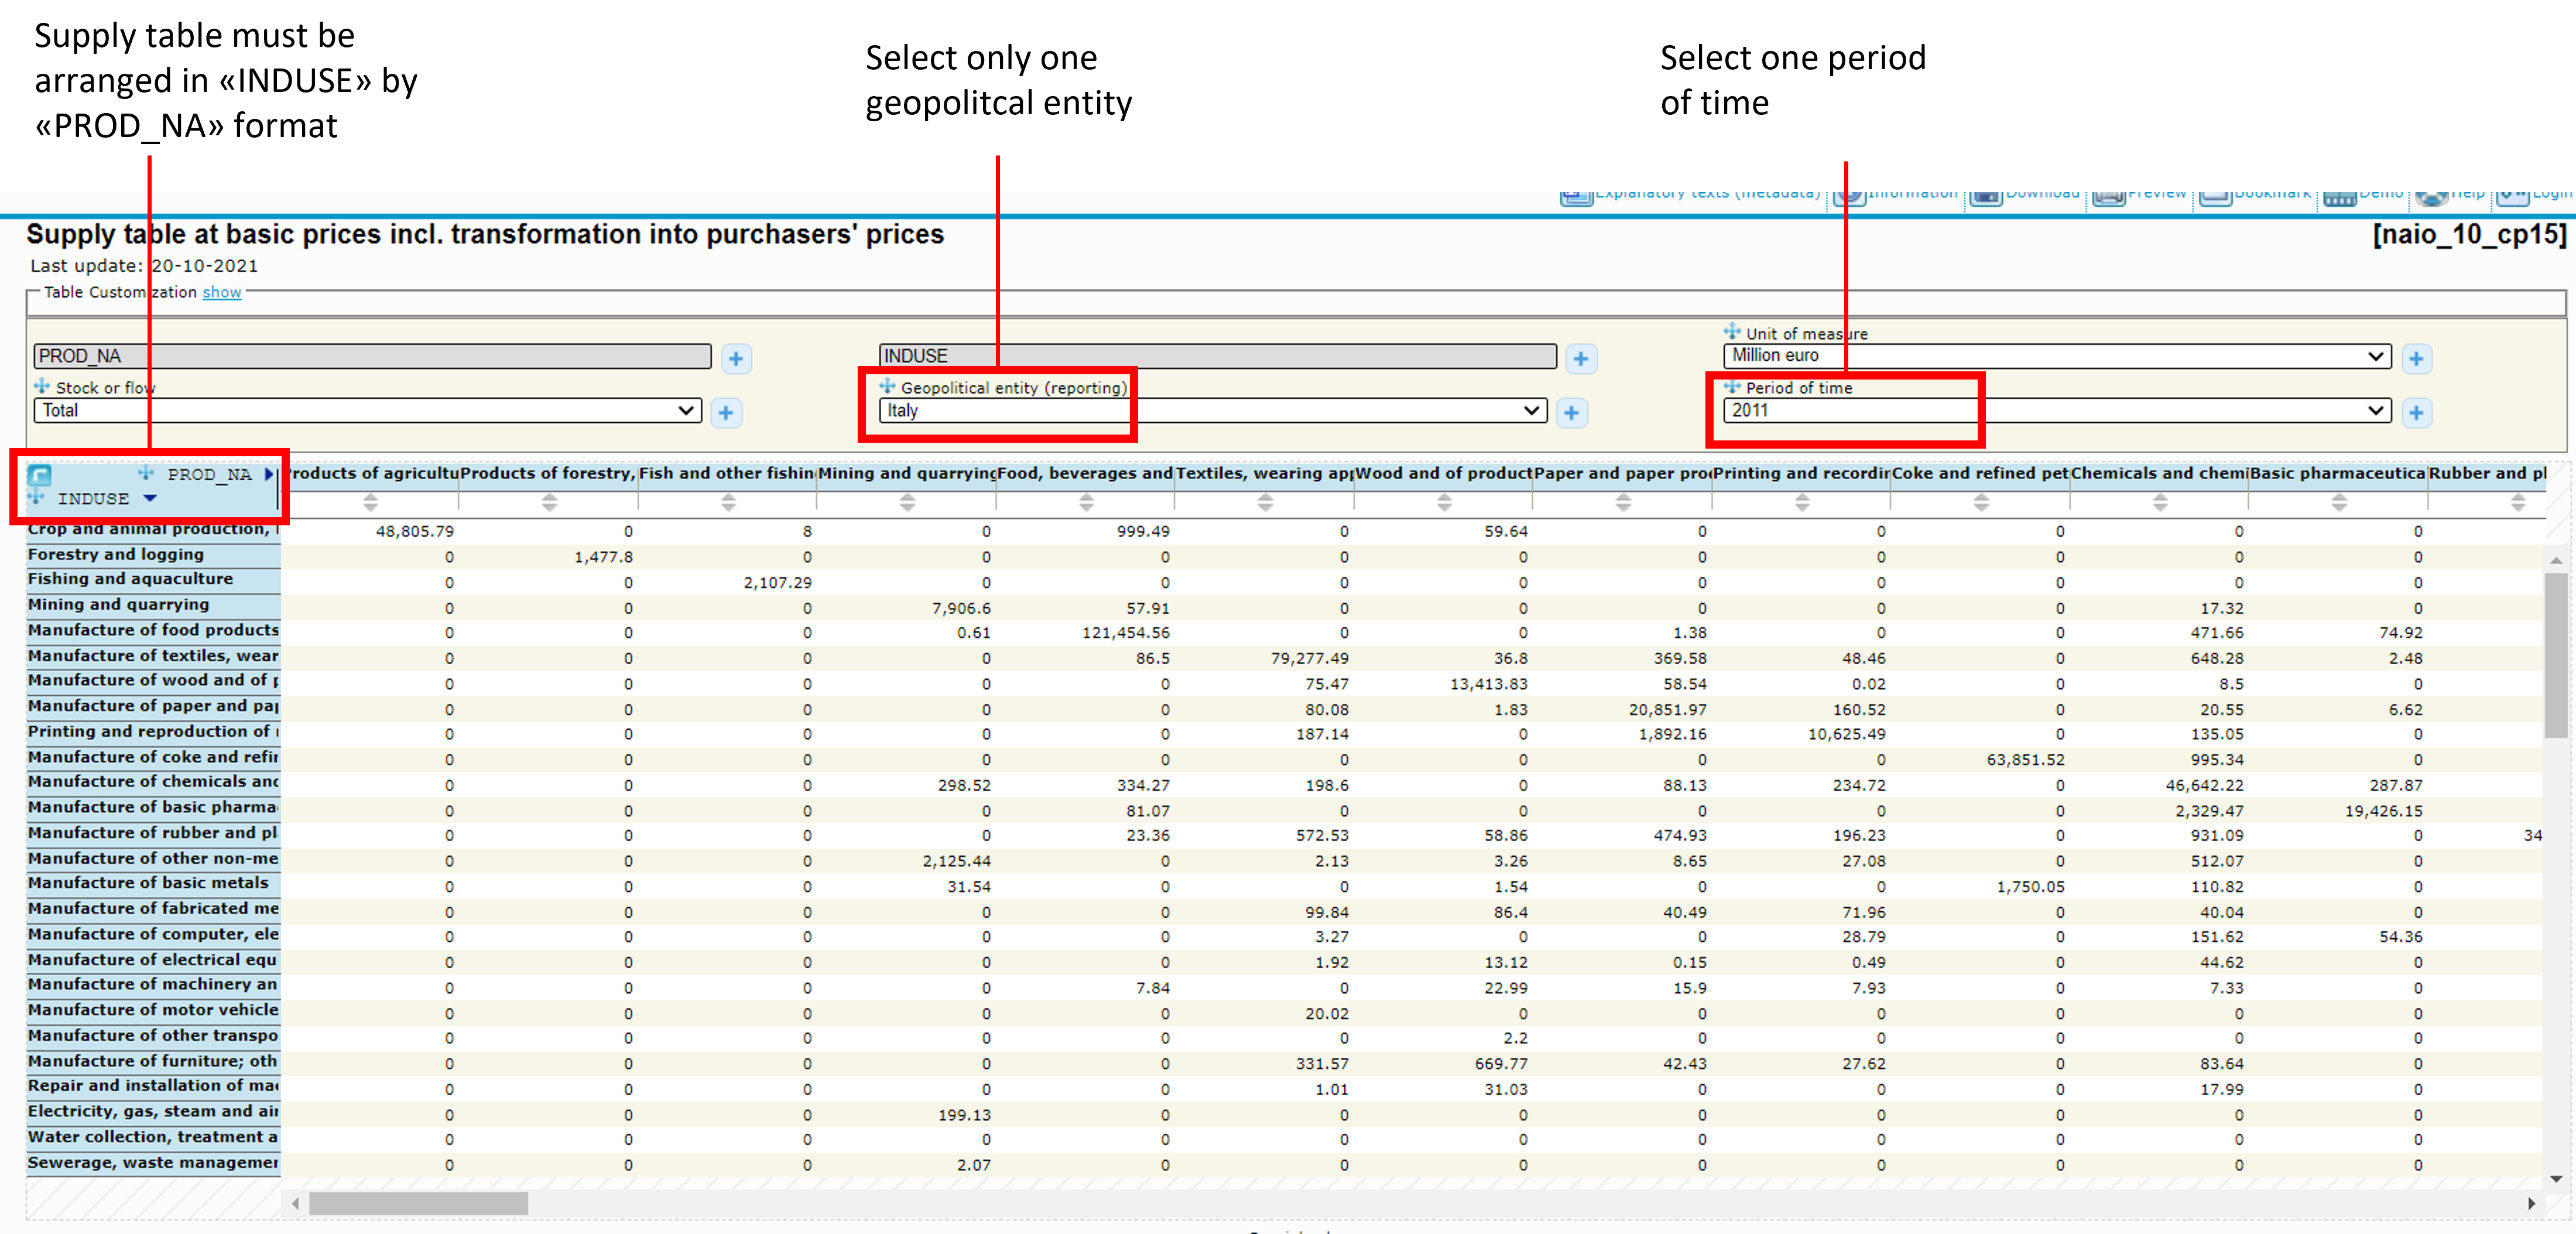 Supply table must be
arranged in «INDUSE» by
«PROD_NA» format
Select only one
geopolitcal entity
Select one period
of time
Explanatory texts (metadata) Information Download Preview Bookmark Demo Help Login
Supply table at basic prices incl. transformation into purchasers' prices [naio_10_cp15]
Last update: 20-10-2021
Table Customization show
Unit of measure
PROD_NA + INDUSE + Million euro +
Stock or flow Geopolitical entity (reporting) Period of time
Total + Italy + 2011 +
PROD_NA Products of agricultu Products of forestry, Fish and other fishin Mining and quarrying Food, beverages and Textiles, wearing app Wood and of product Paper and paper pro Printing and recordin Coke and refined pet Chemicals and chemi Basic pharmaceutica Rubber and pl
INDUSE
Crop and animal production, 48,805.79 0 8 0 999.49 0 59.64 0 0 0 0 0
Forestry and logging 0 1,477.8 0 0 0 0 0 0 0 0 0 0
Fishing and aquaculture 0 0 2,107.29 0 0 0 0 0 0 0 0 0
Mining and quarrying 0 0 0 7,906.6 57.91 0 0 0 0 0 17.32 0
Manufacture of food products 0 0 0 0.61 121,454.56 0 0 1.38 0 0 471.66 74.92
Manufacture of textiles, wear 0 0 0 0 86.5 79,277.49 36.8 369.58 48.46 0 648.28 2.48
Manufacture of wood and of p 0 0 0 0 0 75.47 13,413.83 58.54 0.02 0 8.5 0
Manufacture of paper and pap 0 0 0 0 0 80.08 1.83 20,851.97 160.52 0 20.55 6.62
Printing and reproduction of 0 0 0 0 0 187.14 0 1,892.16 10,625.49 0 135.05 0
Manufacture of coke and refin 0 0 0 0 0 0 0 0 0 63,851.52 995.34 0
Manufacture of chemicals and 0 0 0 298.52 334.27 198.6 0 88.13 234.72 0 46,642.22 287.87
Manufacture of basic pharma 0 0 0 0 81.07 0 0 0 0 0 2,329.47 19,426.15
Manufacture of rubber and pl 0 0 0 0 23.36 572.53 58.86 474.93 196.23 0 931.09 0 34
Manufacture of other non-me 0 0 0 2,125.44 0 2.13 3.26 8.65 27.08 0 512.07 0
Manufacture of basic metals 0 0 0 31.54 0 0 1.54 0 0 1,750.05 110.82 0
Manufacture of fabricated me 0 0 0 0 0 99.84 86.4 40.49 71.96 0 40.04 0
Manufacture of computer, ele 0 0 0 0 0 3.27 0 0 28.79 0 151.62 54.36
Manufacture of electrical equ 0 0 0 0 0 1.92 13.12 0.15 0.49 0 44.62 0
Manufacture of machinery an 0 0 0 0 7.84 0 22.99 15.9 7.93 0 7.33 0
Manufacture of motor vehicle 0 0 0 0 0 20.02 0 0 0 0 0 0
Manufacture of other transpo 0 0 0 0 0 0 2.2 0 0 0 0 0
Manufacture of furniture; oth 0 0 0 0 0 331.57 669.77 42.43 27.62 0 83.64 0
Repair and installation of mac 0 0 0 0 0 1.01 31.03 0 0 0 17.99 0
Electricity, gas, steam and air 0 0 0 199.13 0 0 0 0 0 0 0 0
Water collection, treatment a 0 0 0 0 0 0 0 0 0 0 0 0
Sewerage, waste managemen 0 0 0 2.07 0 0 0 0 0 0 0 0